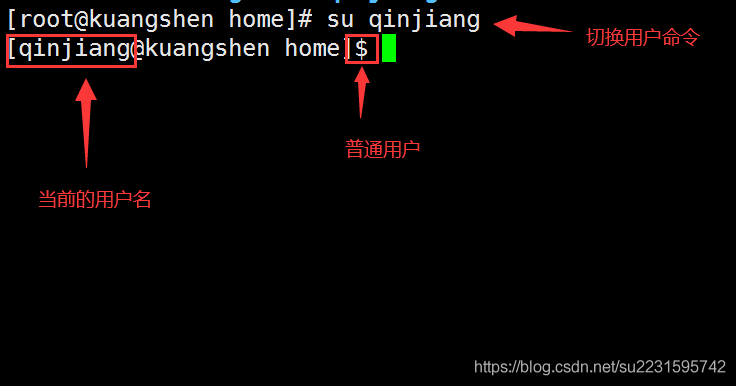 [root@kuangshen home]# su qinjiang
切换用户命令
[qinjiang@kuangshen home]$
普通用户
当前的用户名
https://blog.csdn.net/su2231595742